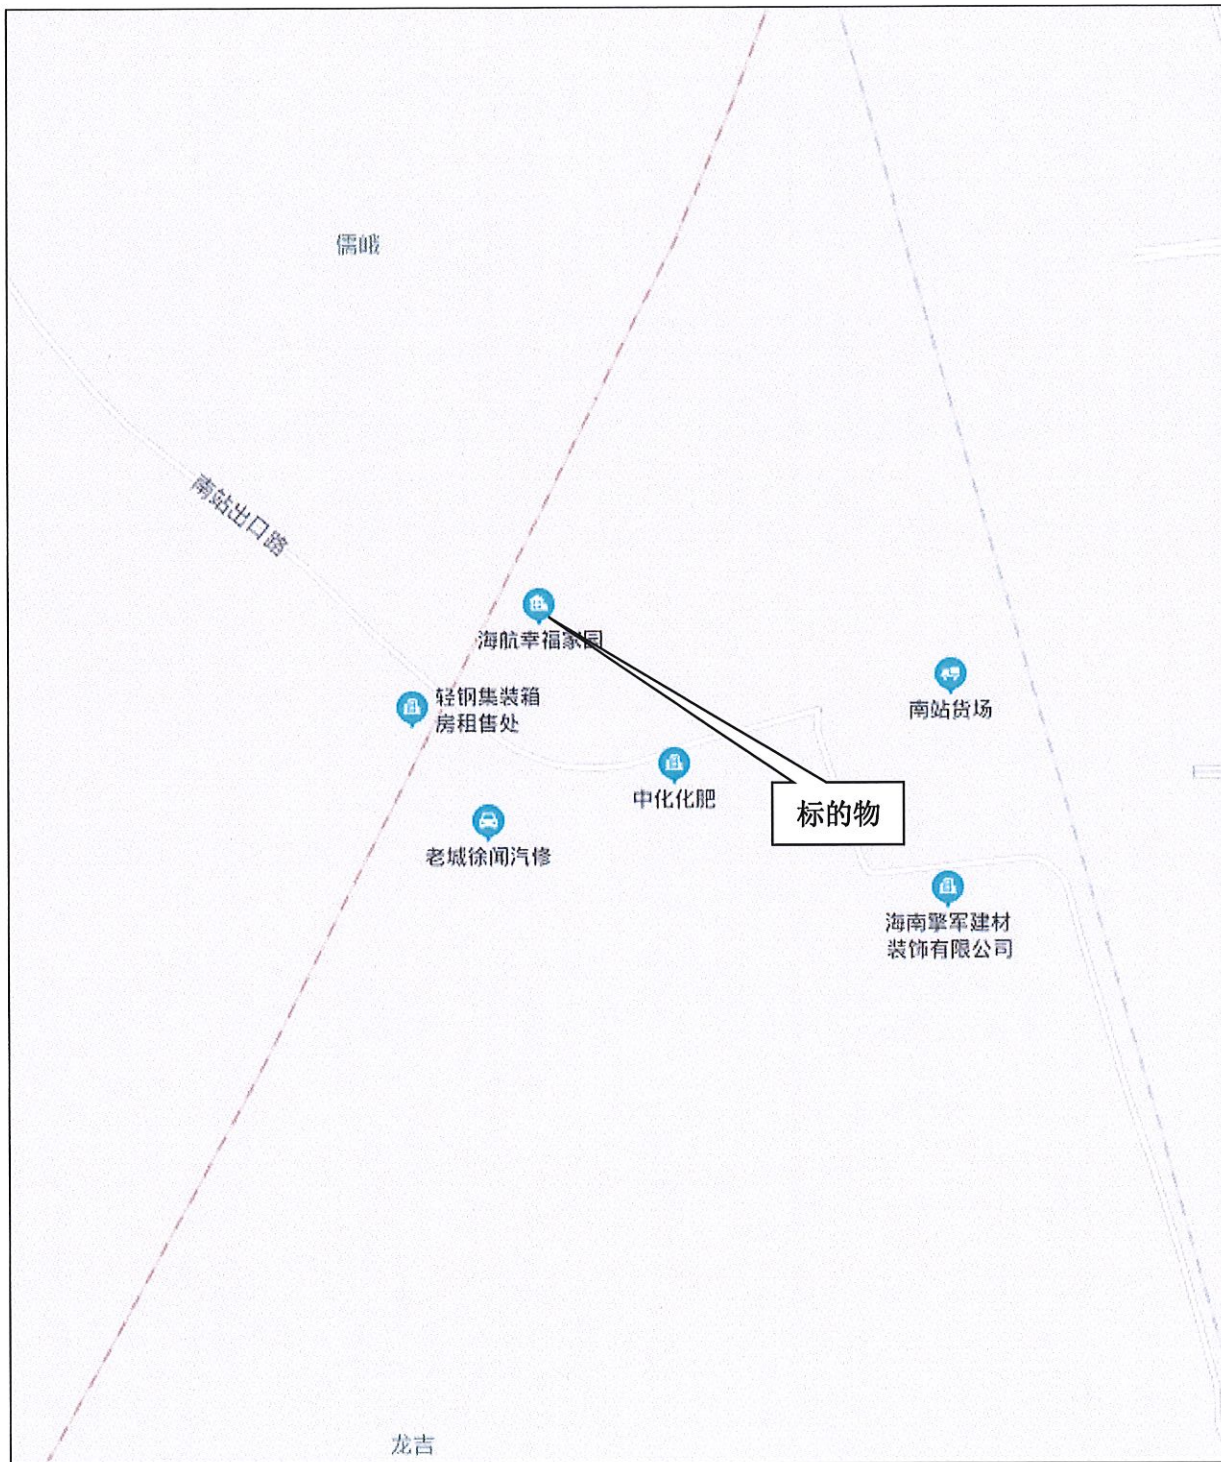 儒峨
南站出口路
海航幸福家园
轻钢集装箱
房租售处
南站货场
中化化肥
标的物
老城徐闻汽修
海南擎军建材
装饰有限公司
龙吉